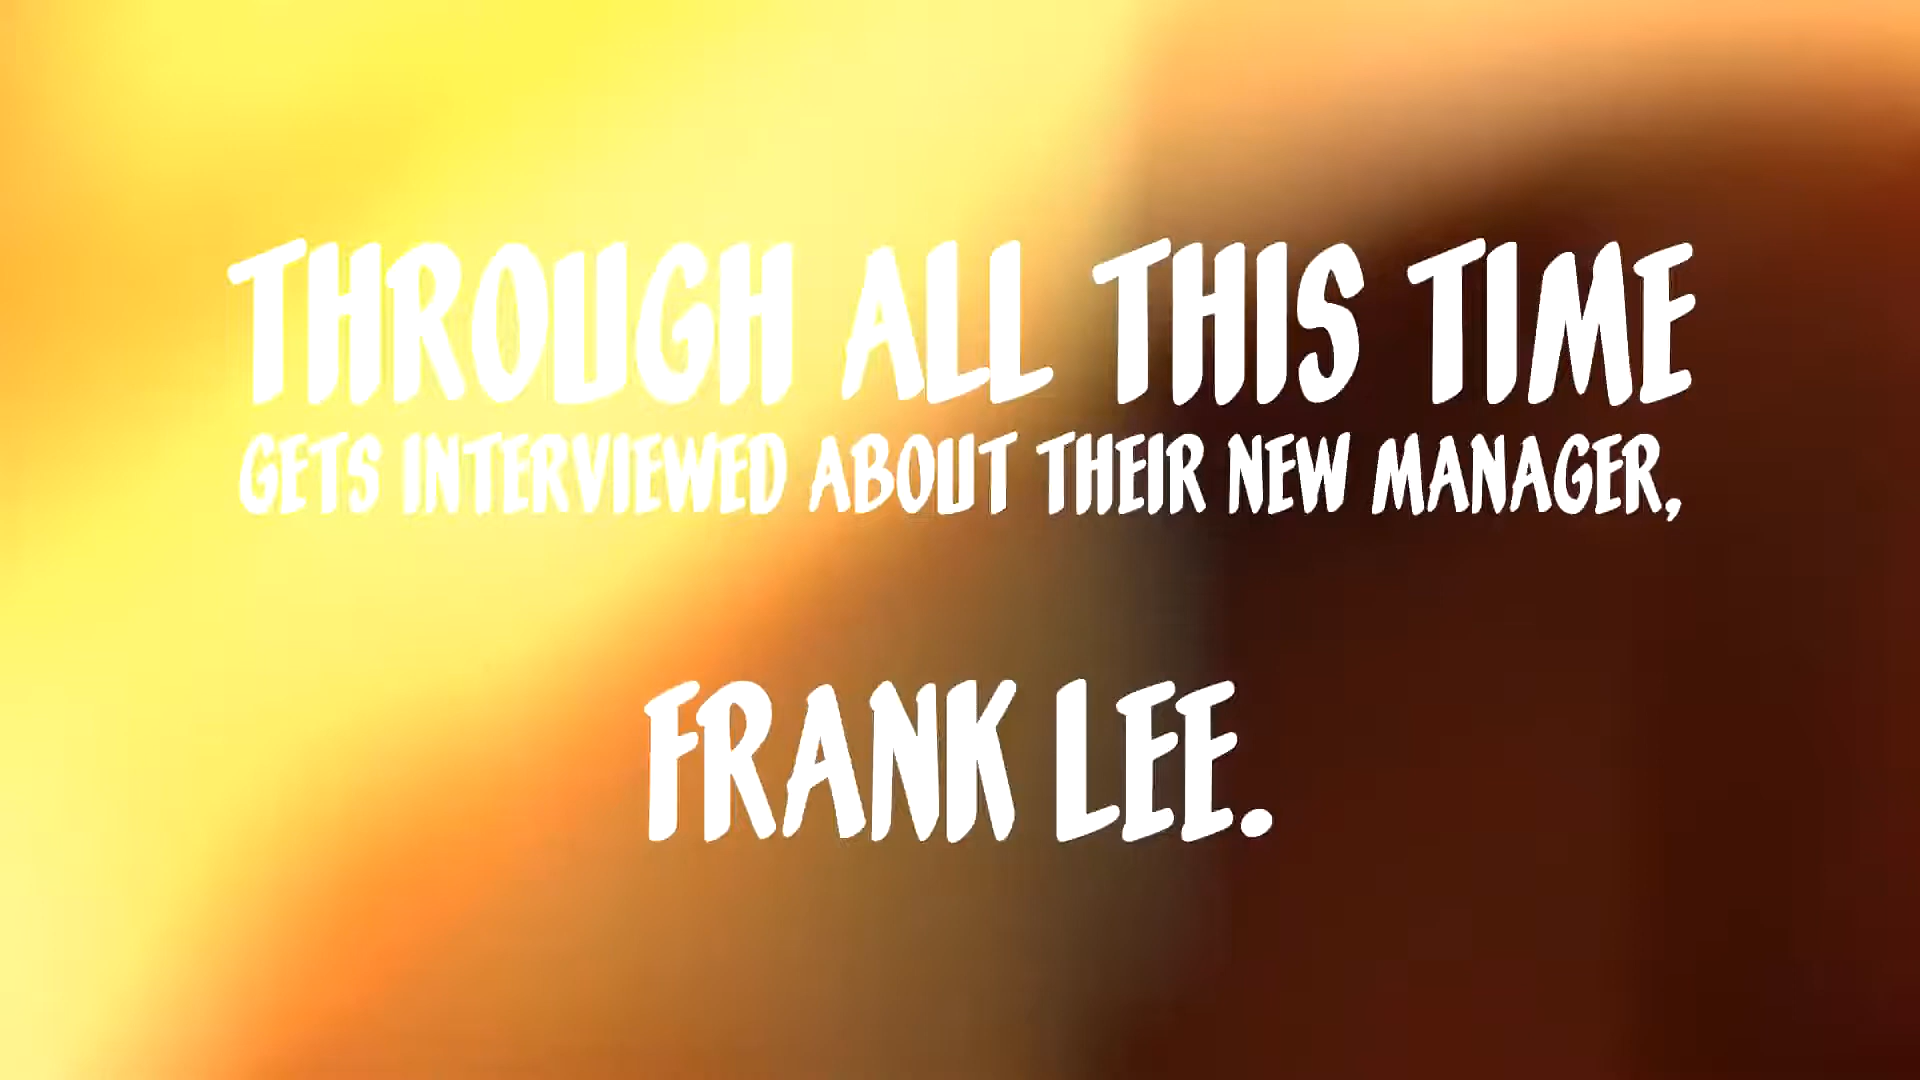 THROUGH ALL THIS TIME
GETS INTERVIEWED ABOUT THEIR NEW MANAGER,
FRANK LEE.